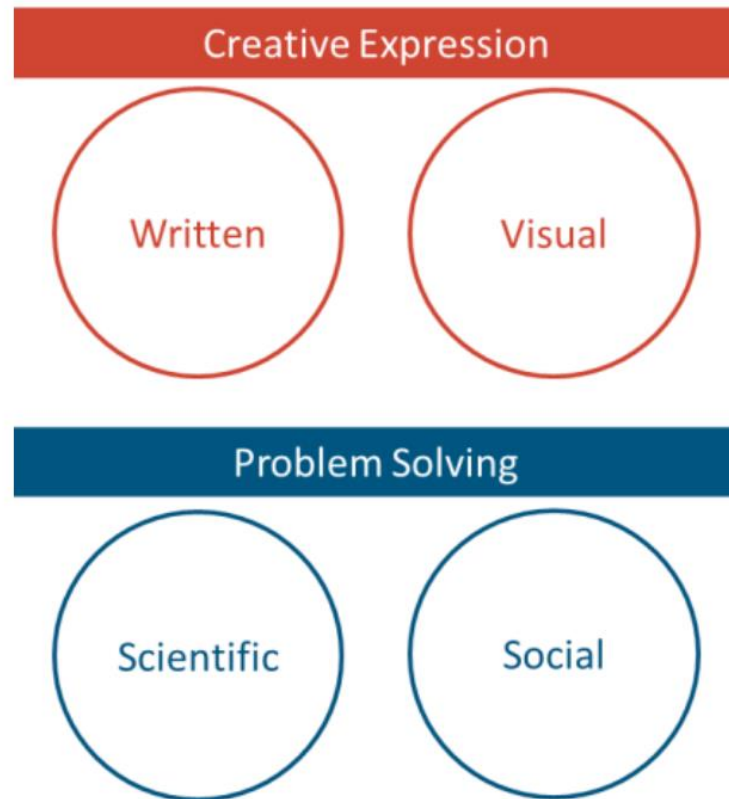 Creative Expression
Written
Visual
Problem Solving
Scientific
Social